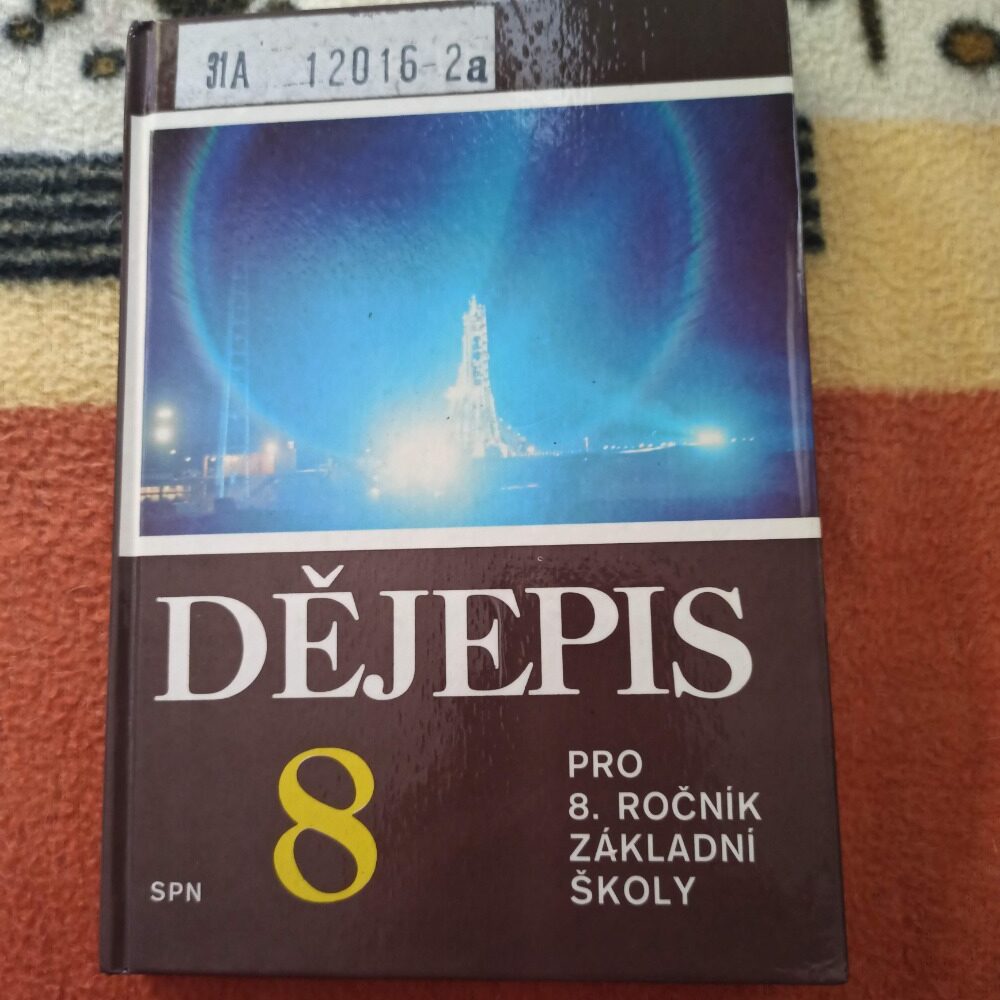 31A 12016-2a
DĚJEPIS
8
PRO
8. ROČNÍK
ZÁKLADNÍ
ŠKOLY
SPN